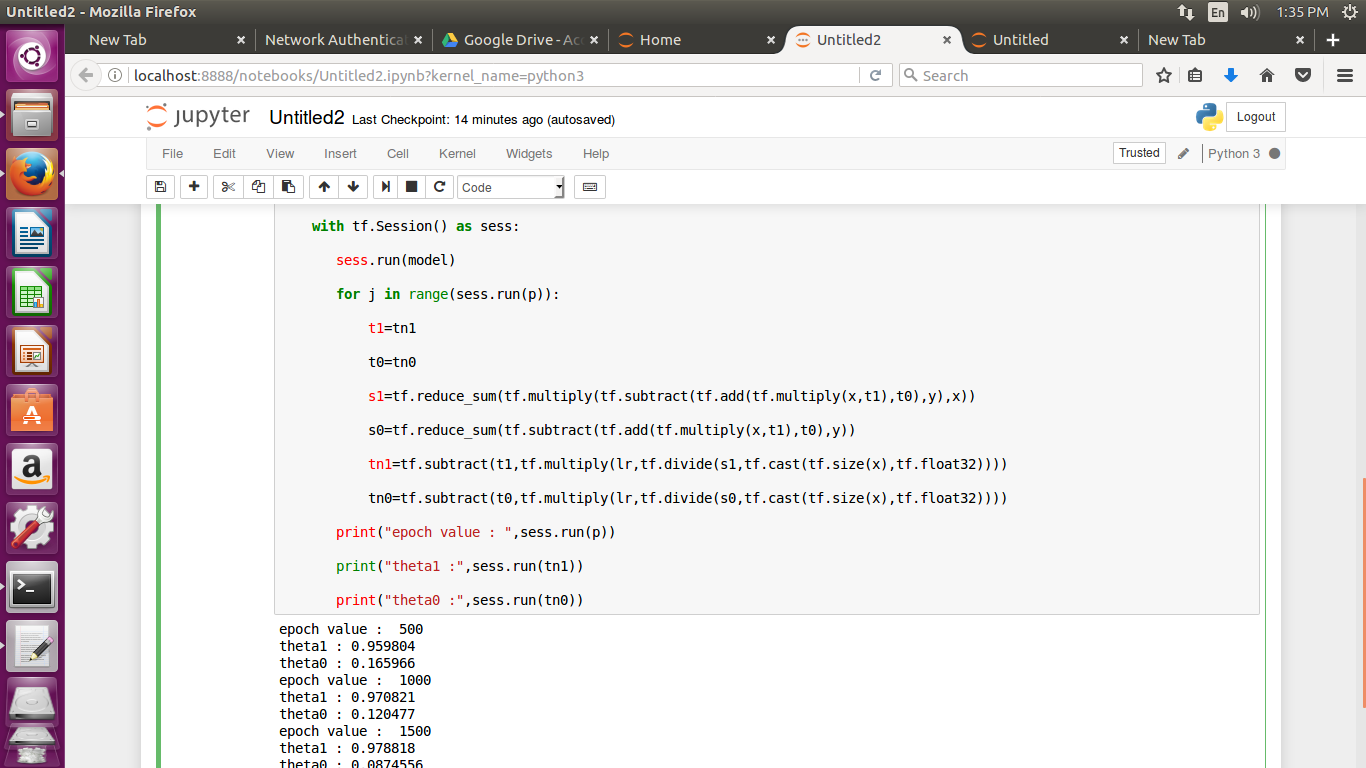 Untitled2 - Mozilla Firefox
En
1:35 PM
New Tab
Network Authentica
Google Drive - Acc
Home
Untitled2
Untitled
New Tab
localhost:8888/notebooks/Untitled2.ipynb?kernel_name=python3
Search
jupyter
Untitled2 Last Checkpoint: 14 minutes ago (autosaved)
Logout
File Edit View Insert Cell Kernel Widgets Help
Trusted
Python 3
Code
with tf.Session() as sess:
sess.run(model)
for j in range(sess.run(p)):
t1=tn1
t0=tn0
s1=tf.reduce_sum(tf.multiply(tf.subtract(tf.add(tf.multiply(x,t1),t0),y),x))
s0=tf.reduce_sum(tf.subtract(tf.add(tf.multiply(x,t1),t0),y))
tn1=tf.subtract(t1,tf.multiply(lr,tf.divide(s1,tf.cast(tf.size(x),tf.float32))))
tn0=tf.subtract(t0,tf.multiply(lr,tf.divide(s0,tf.cast(tf.size(x),tf.float32))))
print("epoch value : ",sess.run(p))
print("theta1 :",sess.run(tn1))
print("theta0 :",sess.run(tn0))
epoch value :  500
theta1 : 0.959804
theta0 : 0.165966
epoch value :  1000
theta1 : 0.970821
theta0 : 0.120477
epoch value :  1500
theta1 : 0.978818
theta0 : 0.0874556